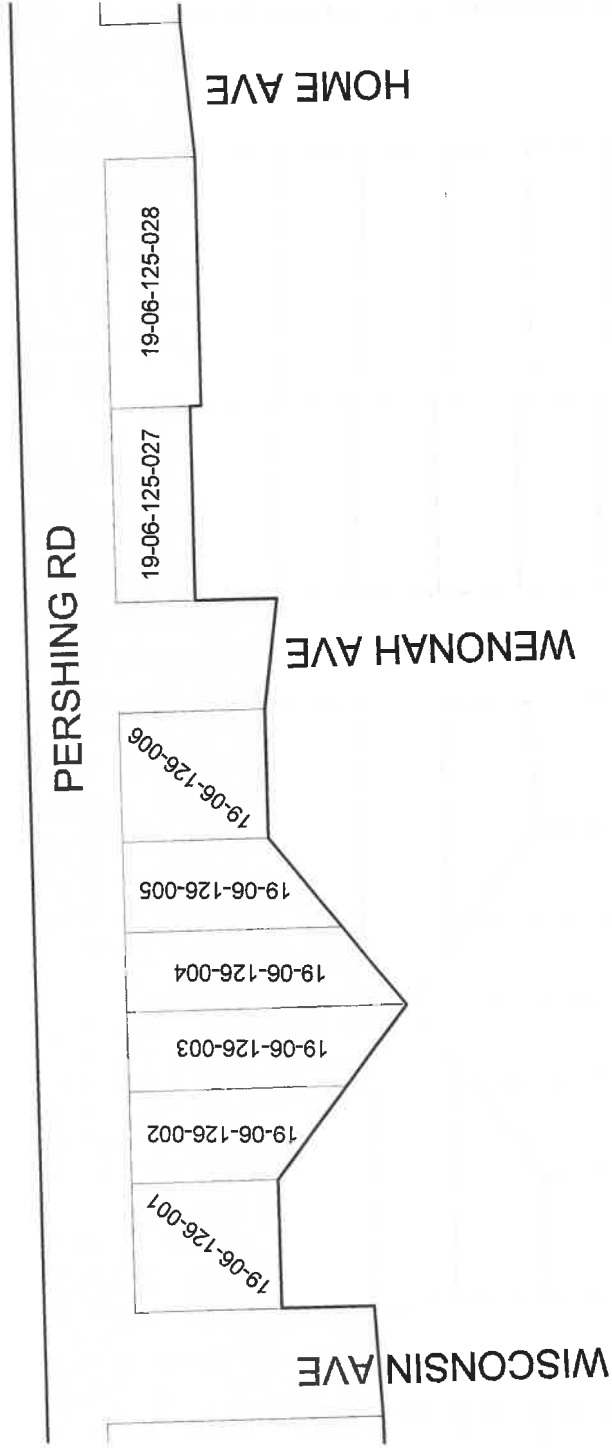 PERSHING RD
WISCONSIN AVE
19-06-126-001
19-06-126-002
19-06-126-003
19-06-126-004
19-06-126-005
19-06-126-006
WENONAH AVE
19-06-125-027
19-06-125-028
HOME AVE